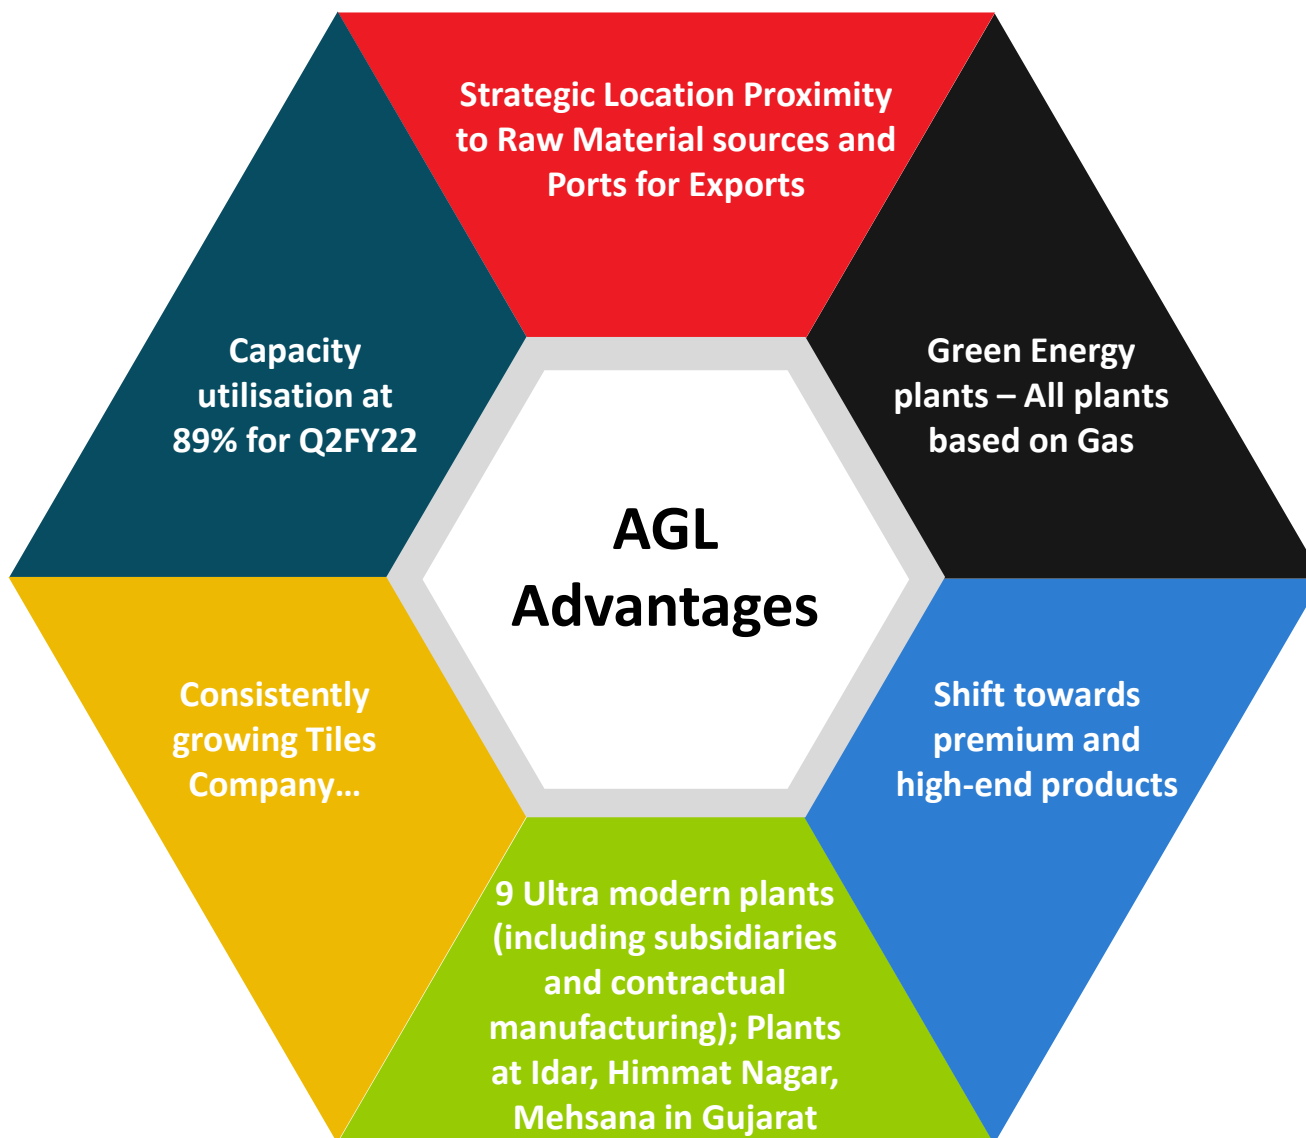 Strategic Location Proximity
to Raw Material sources and
Ports for Exports
Capacity
utilisation at
89% for Q2FY22
Green Energy
plants – All plants
based on Gas
AGL
Advantages
Consistently
growing Tiles
Company...
Shift towards
premium and
high-end products
9 Ultra modern plants
(including subsidiaries
and contractual
manufacturing); Plants
at Idar, Himmat Nagar,
Mehsana in Gujarat